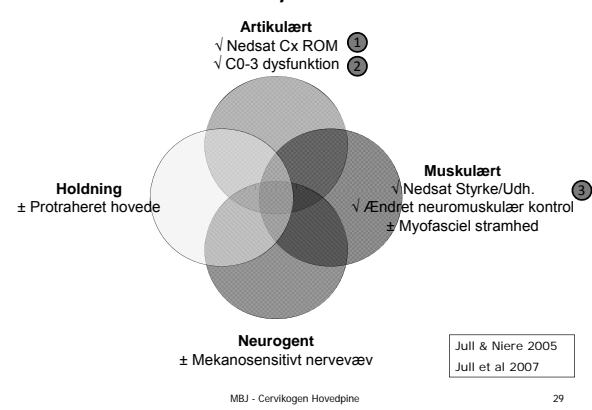 Artikulært
√ Nedsat Cx ROM 1
√ C0-3 dysfunktion 2
Muskulært
√ Nedsat Styrke/Udh. 3
√ Ændret neuromuskulær kontrol
± Myofasciel stramhed
Holdning
± Protraheret hovede
Neurogent
± Mekanosensitivt nervevæv
Jull & Niere 2005
Jull et al 2007
MBJ - Cervikogen Hovedpine 29